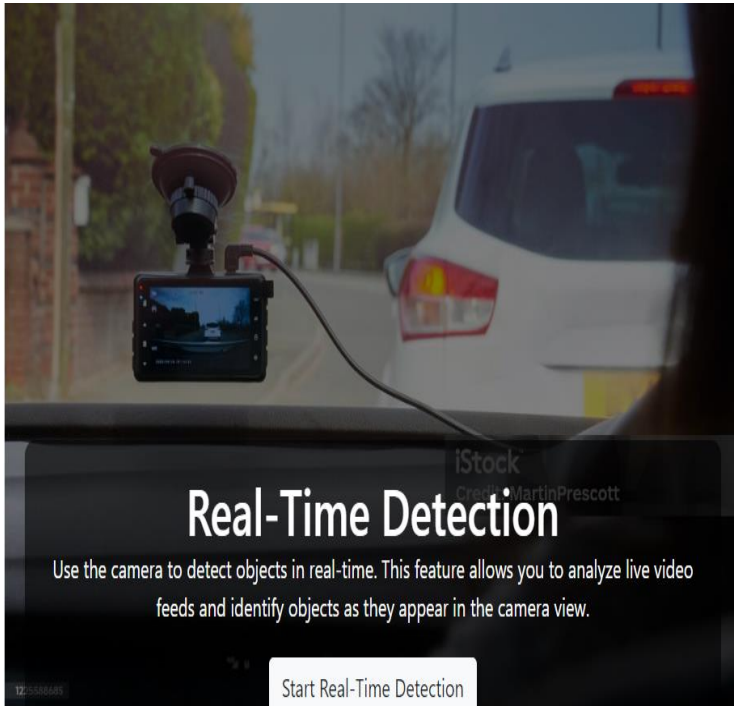 iStock
Credit: MartinPrescott
Real-Time Detection
Use the camera to detect objects in real-time. This feature allows you to analyze live video
feeds and identify objects as they appear in the camera view.
1225588685
Start Real-Time Detection